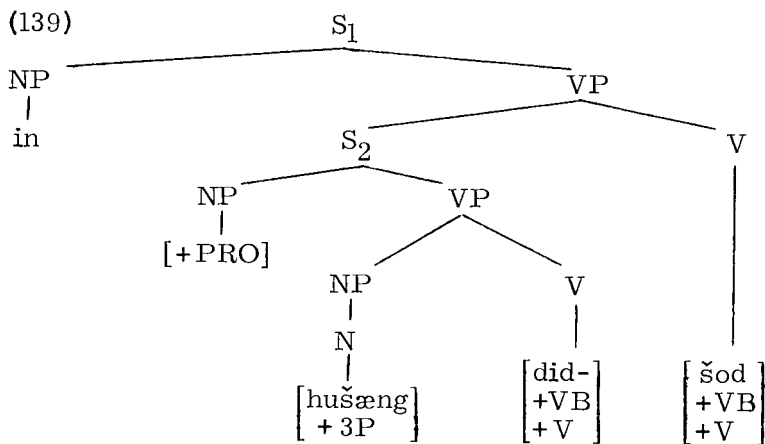 (139) S₁
NP VP
in S₂ V
NP VP
[+PRO] NP V
N
[hušæng +3P] [did- +VB +V] [šod +VB +V]